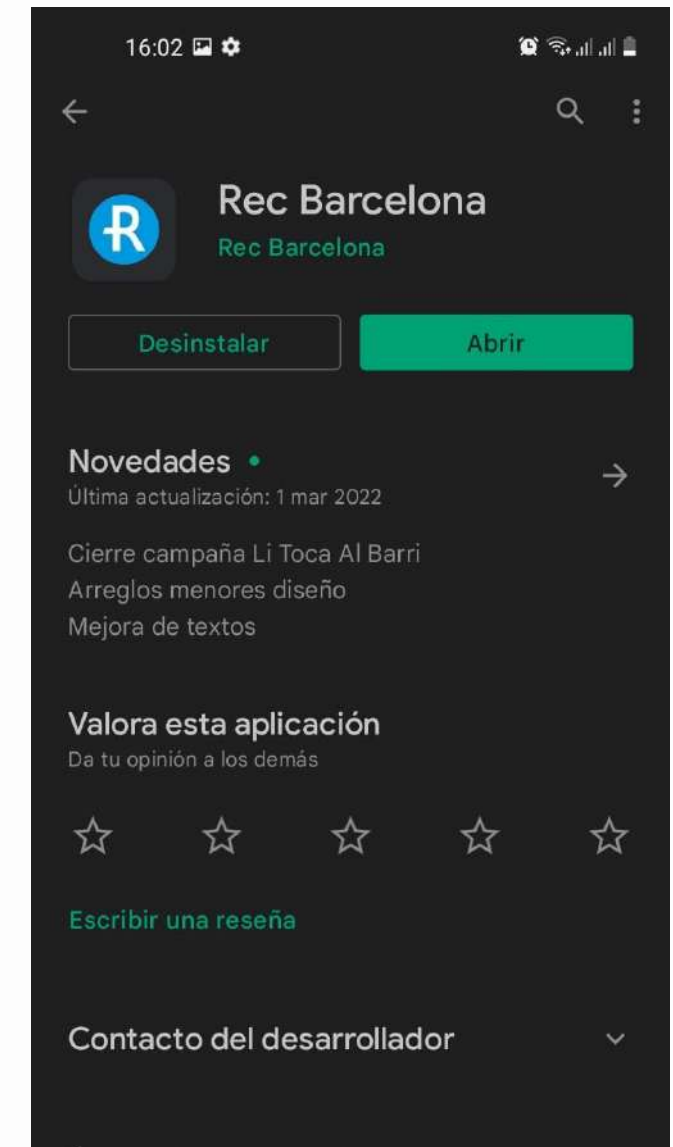 16:02
R
Rec Barcelona
Rec Barcelona
Desinstalar
Abrir
Novedades •
Última actualización: 1 mar 2022
Cierre campaña Li Toca Al Barri
Arreglos menores diseño
Mejora de textos
Valora esta aplicación
Da tu opinión a los demás
Escribir una reseña
Contacto del desarrollador